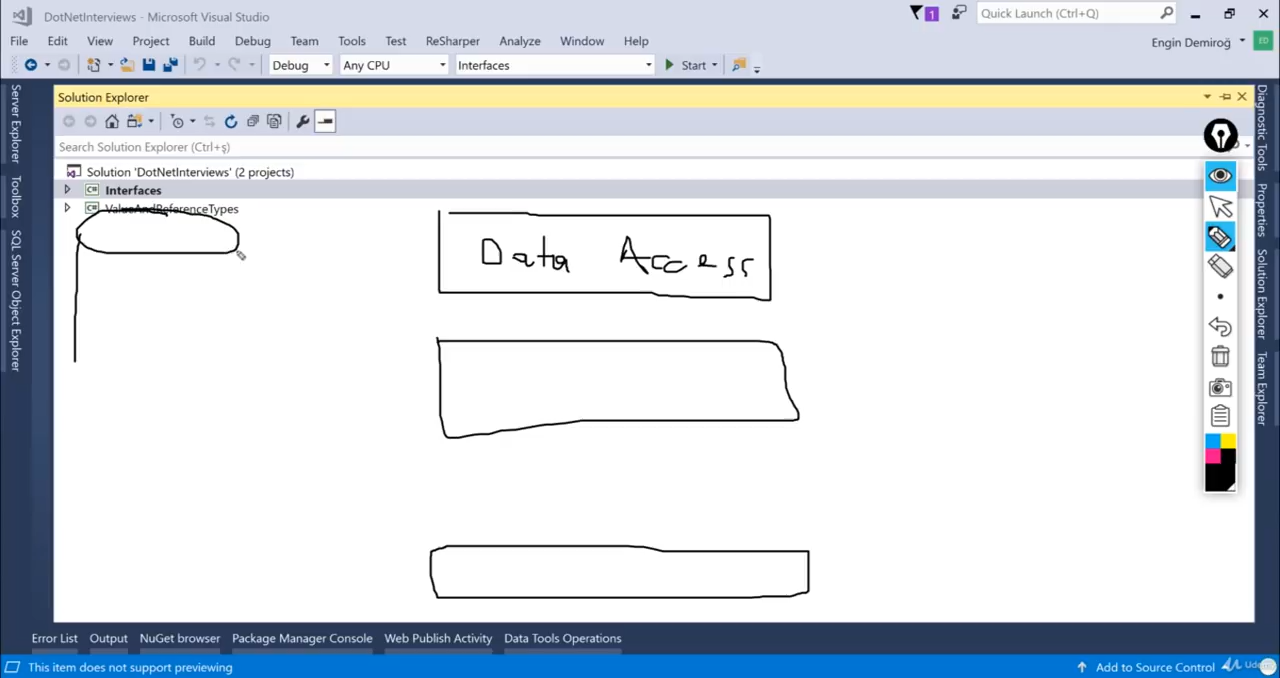 DotNetInterviews - Microsoft Visual Studio
1
Quick Launch (Ctrl+Q)
File Edit View Project Build Debug Team Tools Test ReSharper Analyze Window Help
Engin Demiroğ
ED
Debug Any CPU Interfaces Start
Server Explorer
Toolbox
SQL Server Object Explorer
Solution Explorer
Search Solution Explorer (Ctrl+ş)
Solution 'DotNetInterviews' (2 projects)
C# Interfaces
C# ValueAndReferenceTypes
Data Access
Diagnostic Tools
Properties
Solution Explorer
Team Explorer
Error List Output NuGet browser Package Manager Console Web Publish Activity Data Tools Operations
This item does not support previewing
Add to Source Control
Udemy